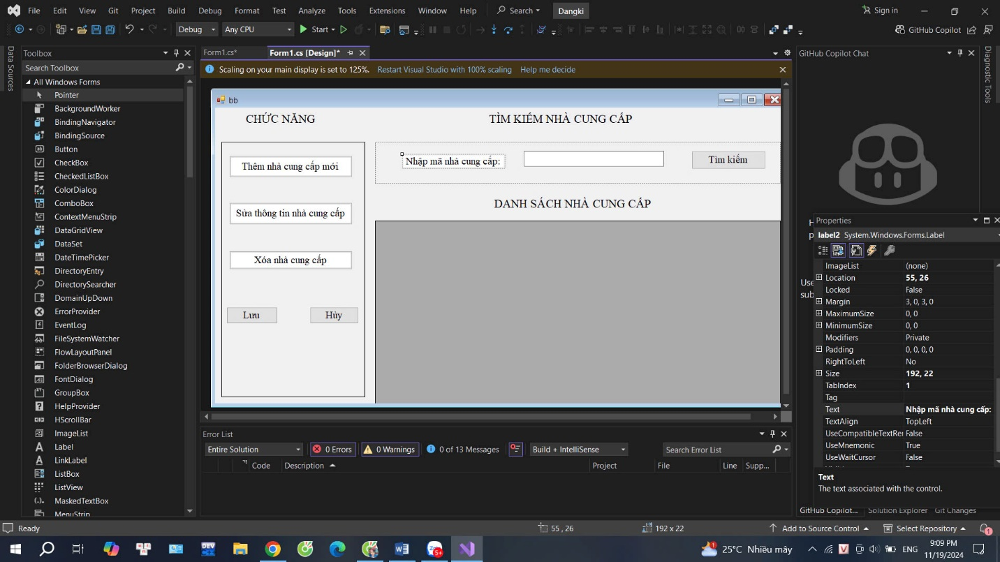 File Edit View Git Project Build Debug Format Test Analyze Tools Extensions Window Help Search Dangki Sign in
Debug Any CPU Start GitHub Copilot
Data Sources
Toolbox
Search Toolbox
All Windows Forms
Pointer
BackgroundWorker
BindingNavigator
BindingSource
Button
CheckBox
CheckedListBox
ColorDialog
ComboBox
ContextMenuStrip
DataGridView
DataSet
DateTimePicker
DirectoryEntry
DirectorySearcher
DomainUpDown
ErrorProvider
EventLog
FileSystemWatcher
FlowLayoutPanel
FolderBrowserDialog
FontDialog
GroupBox
HelpProvider
HScrollBar
ImageList
Label
LinkLabel
ListBox
ListView
MaskedTextBox
MenuStrip
Form1.cs* Form1.cs [Design]*
Scaling on your main display is set to 125%. Restart Visual Studio with 100% scaling Help me decide
bb
CHỨC NĂNG
TÌM KIẾM NHÀ CUNG CẤP
Thêm nhà cung cấp mới
Nhập mã nhà cung cấp: Tìm kiếm
Sửa thông tin nhà cung cấp
DANH SÁCH NHÀ CUNG CẤP
Xóa nhà cung cấp
Lưu Hủy
Error List
Entire Solution 0 Errors 0 Warnings 0 of 13 Messages Build + IntelliSense Search Error List
Code Description Project File Line Supp...
GitHub Copilot Chat
Diagnostic Tools
Use
sub
Properties
label2 System.Windows.Forms.Label
ImageList (none)
Location 55, 26
Locked False
Margin 3, 0, 3, 0
MaximumSize 0, 0
MinimumSize 0, 0
Modifiers Private
Padding 0, 0, 0, 0
RightToLeft No
Size 192, 22
TabIndex 1
Tag
Text Nhập mã nhà cung cấp:
TextAlign TopLeft
UseCompatibleTextRe False
UseMnemonic True
UseWaitCursor False
Text
The text associated with the control.
GitHub Copilot... Solution Explorer Git Changes
Ready 55 , 26 192 x 22 Add to Source Control Select Repository 1
25°C Nhiều mây ENG 9:09 PM
11/19/2024